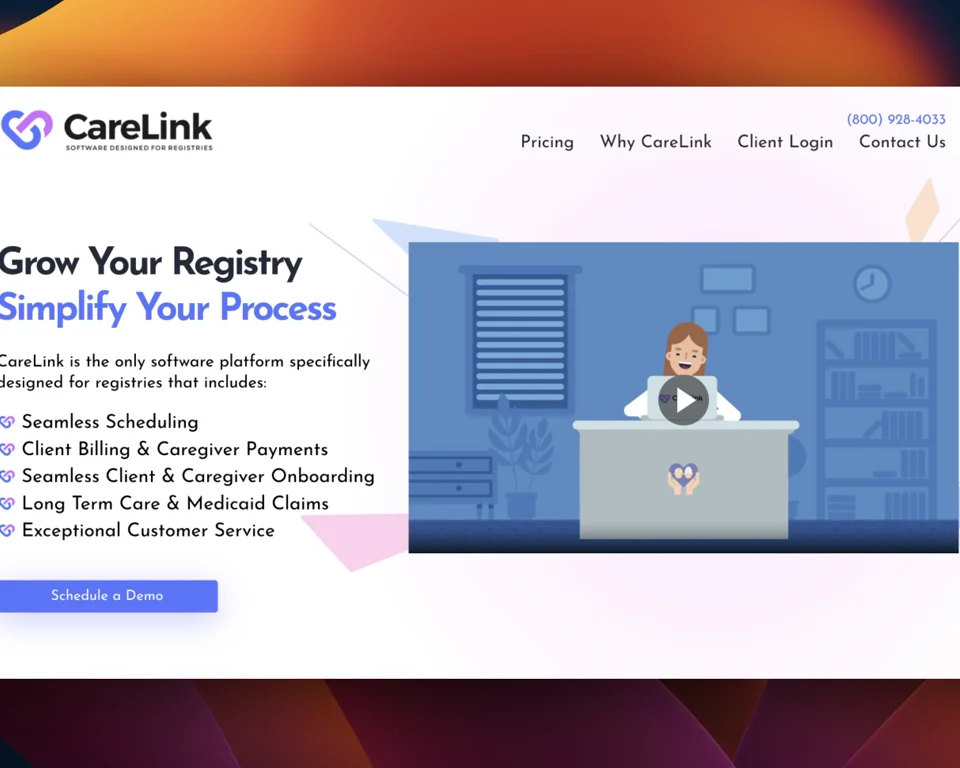 CareLink
SOFTWARE DESIGNED FOR REGISTRIES
(800) 928-4033
Pricing Why CareLink Client Login Contact Us
Grow Your Registry
Simplify Your Process
CareLink is the only software platform specifically
designed for registries that includes:
Seamless Scheduling
Client Billing & Caregiver Payments
Seamless Client & Caregiver Onboarding
Long Term Care & Medicaid Claims
Exceptional Customer Service
Schedule a Demo